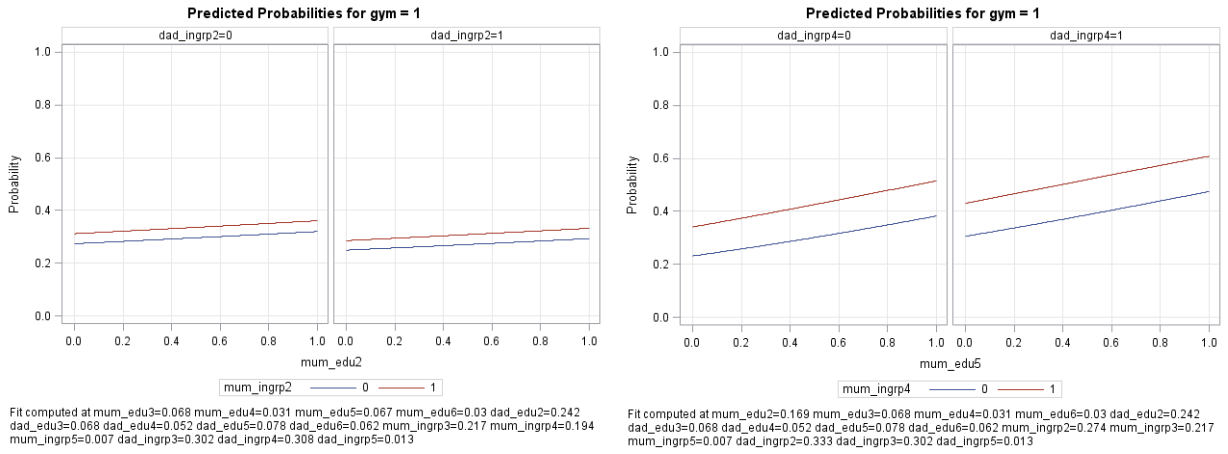 Predicted Probabilities for gym = 1
dad_ingrp2=0
dad_ingrp2=1
Probability
1.0
0.8
0.6
0.4
0.2
0.0
0.0 0.2 0.4 0.6 0.8 1.0
0.0 0.2 0.4 0.6 0.8 1.0
mum_edu2
mum_ingrp2 0 1
Fit computed at mum_edu3=0.068 mum_edu4=0.031 mum_edu5=0.067 mum_edu6=0.03 dad_edu2=0.242
dad_edu3=0.068 dad_edu4=0.052 dad_edu5=0.078 dad_edu6=0.062 mum_ingrp3=0.217 mum_ingrp4=0.194
mum_ingrp5=0.007 dad_ingrp3=0.302 dad_ingrp4=0.308 dad_ingrp5=0.013
Predicted Probabilities for gym = 1
dad_ingrp4=0
dad_ingrp4=1
Probability
1.0
0.8
0.6
0.4
0.2
0.0
0.0 0.2 0.4 0.6 0.8 1.0
0.0 0.2 0.4 0.6 0.8 1.0
mum_edu5
mum_ingrp4 0 1
Fit computed at mum_edu2=0.169 mum_edu3=0.068 mum_edu4=0.031 mum_edu6=0.03 dad_edu2=0.242
dad_edu3=0.068 dad_edu4=0.052 dad_edu5=0.078 dad_edu6=0.062 mum_ingrp2=0.274 mum_ingrp3=0.217
mum_ingrp5=0.007 dad_ingrp2=0.333 dad_ingrp3=0.302 dad_ingrp5=0.013